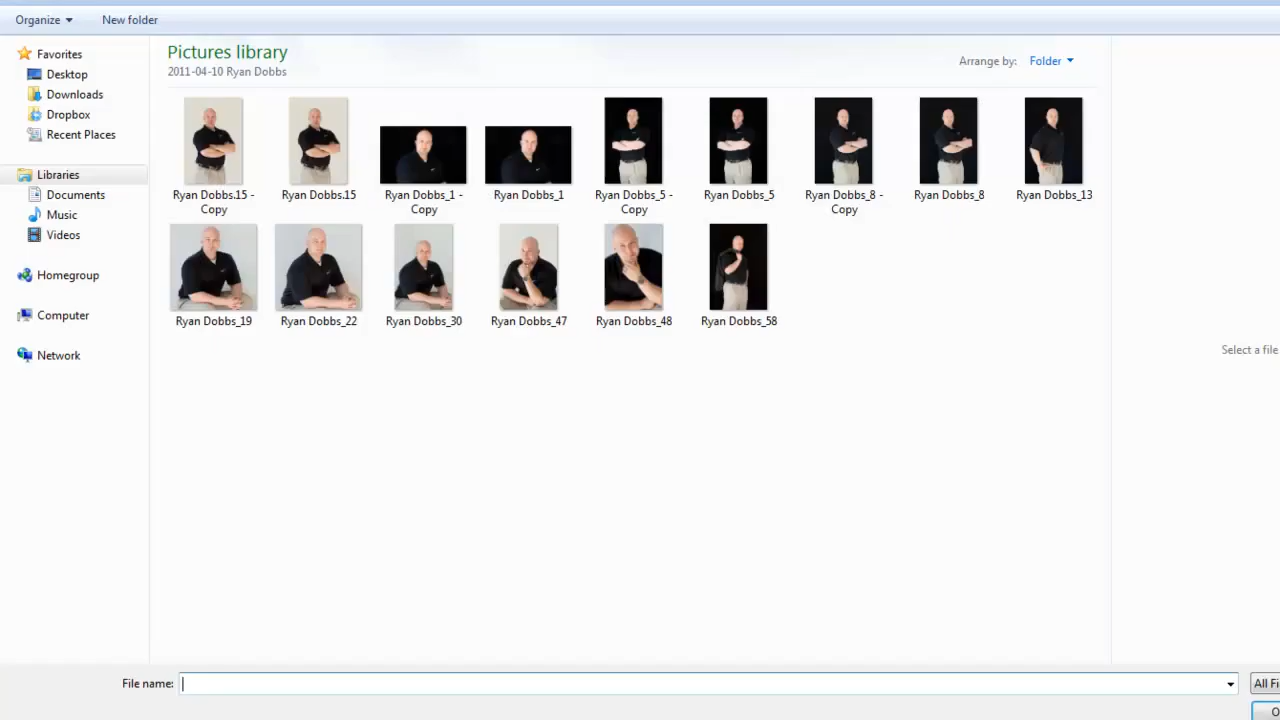 Organize
New folder
Favorites
Desktop
Downloads
Dropbox
Recent Places
Libraries
Documents
Music
Videos
Homegroup
Computer
Network
Pictures library
2011-04-10 Ryan Dobbs
Arrange by: Folder
Ryan Dobbs.15 -
Copy
Ryan Dobbs.15
Ryan Dobbs_1 -
Copy
Ryan Dobbs_1
Ryan Dobbs_5 -
Copy
Ryan Dobbs_5
Ryan Dobbs_8 -
Copy
Ryan Dobbs_8
Ryan Dobbs_13
Ryan Dobbs_19
Ryan Dobbs_22
Ryan Dobbs_30
Ryan Dobbs_47
Ryan Dobbs_48
Ryan Dobbs_58
Select a file
File name:
All Fi